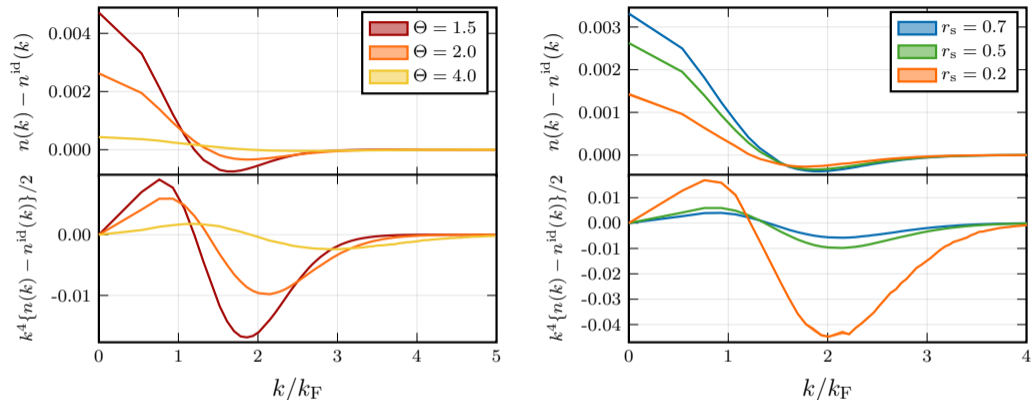 n(k) − n^id(k)
0.004
0.002
0.000
Θ = 1.5
Θ = 2.0
Θ = 4.0
k^4{n(k) − n^id(k)}/2
0.00
-0.01
0 1 2 3 4 5
k/k_F
n(k) − n^id(k)
0.003
0.002
0.001
0.000
r_s = 0.7
r_s = 0.5
r_s = 0.2
k^4{n(k) − n^id(k)}/2
0.01
0.00
-0.01
-0.02
-0.03
-0.04
0 1 2 3 4
k/k_F